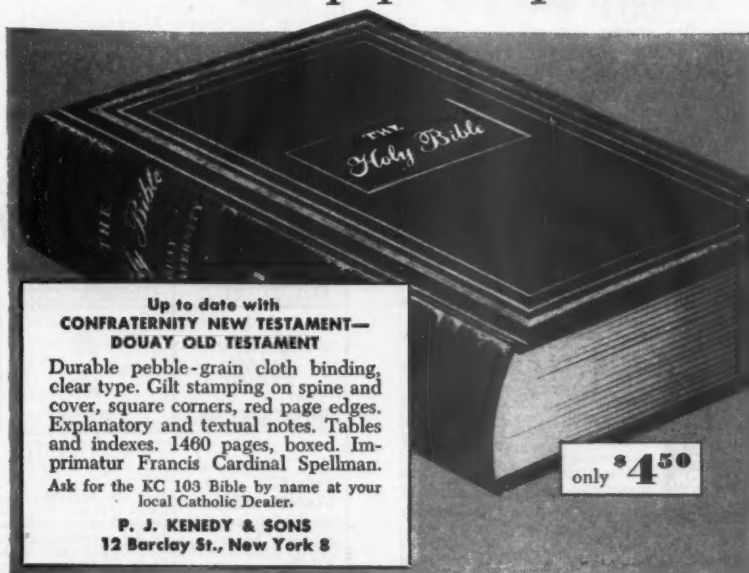 THE
Holy Bible
THE
Bible
Up to date with
CONFRATERNITY NEW TESTAMENT—
DOUAY OLD TESTAMENT
Durable pebble-grain cloth binding,
clear type. Gilt stamping on spine and
cover, square corners, red page edges.
Explanatory and textual notes. Tables
and indexes. 1460 pages, boxed. Im-
primatur Francis Cardinal Spellman.
Ask for the KC 103 Bible by name at your
local Catholic Dealer.
P. J. KENEDY & SONS
12 Barclay St., New York 8
only $4.50